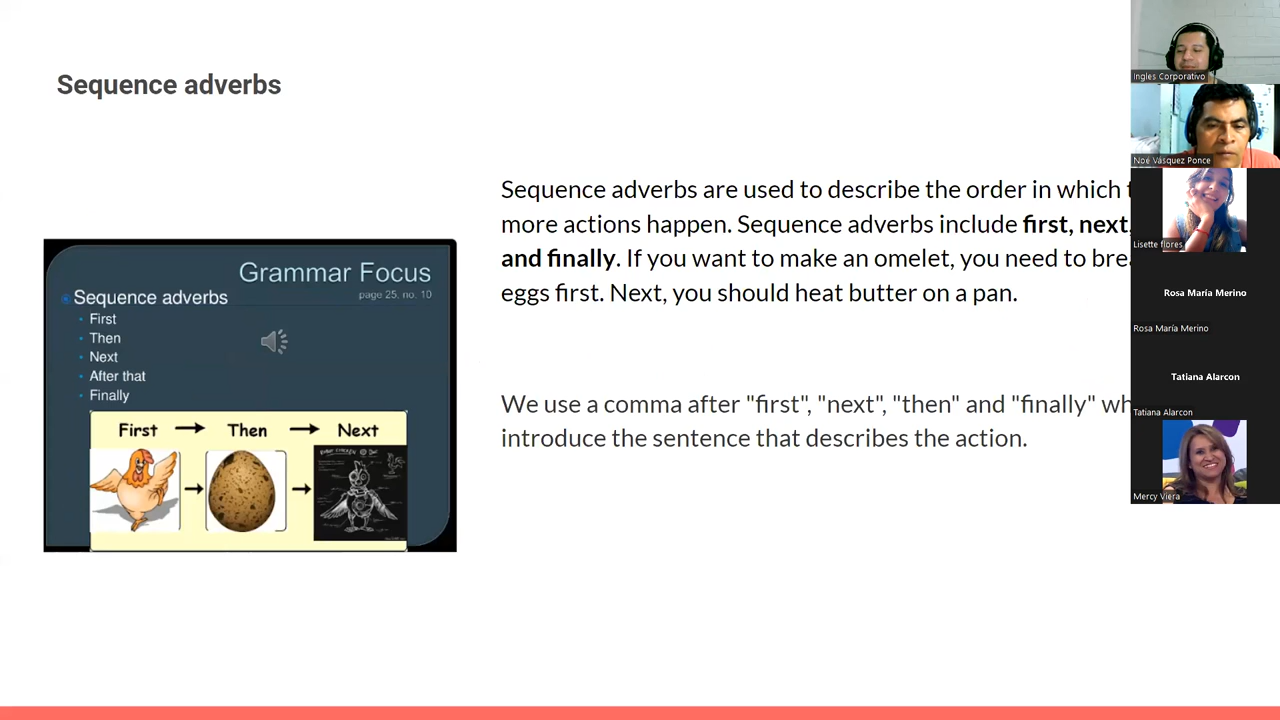 Sequence adverbs
Sequence adverbs are used to describe the order in which
more actions happen. Sequence adverbs include first, next,
and finally. If you want to make an omelet, you need to
eggs first. Next, you should heat butter on a pan.
We use a comma after "first", "next", "then" and "finally"
introduce the sentence that describes the action.
Grammar Focus
page 25, no. 10
Sequence adverbs
First
Then
Next
After that
Finally
First
Then
Next
Ingles Corporativo
Noé Vásquez Ponce
Lisette flores
Rosa María Merino
Rosa María Merino
Tatiana Alarcon
Tatiana Alarcon
Mercy Viera